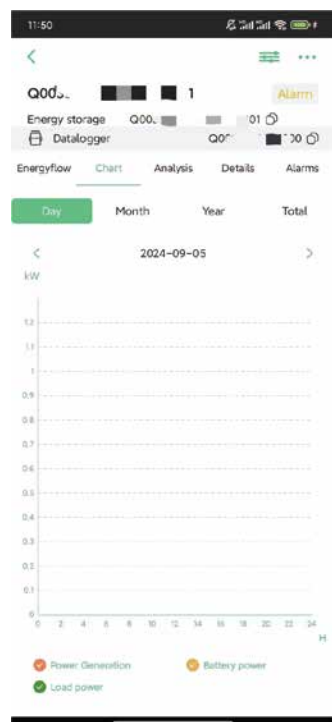 11:50
1
Alarm
Energy storage 01
Datalogger 00
Energyflow Chart Analysis Details Alarms
Day Month Year Total
2024-09-05
kW
1.2
1.1
1
0.9
0.8
0.7
0.6
0.5
0.4
0.3
0.2
0.1
0
0 2 4 6 8 10 12 14 16 18 20 22 24
H
Power Generation Battery power
Load power